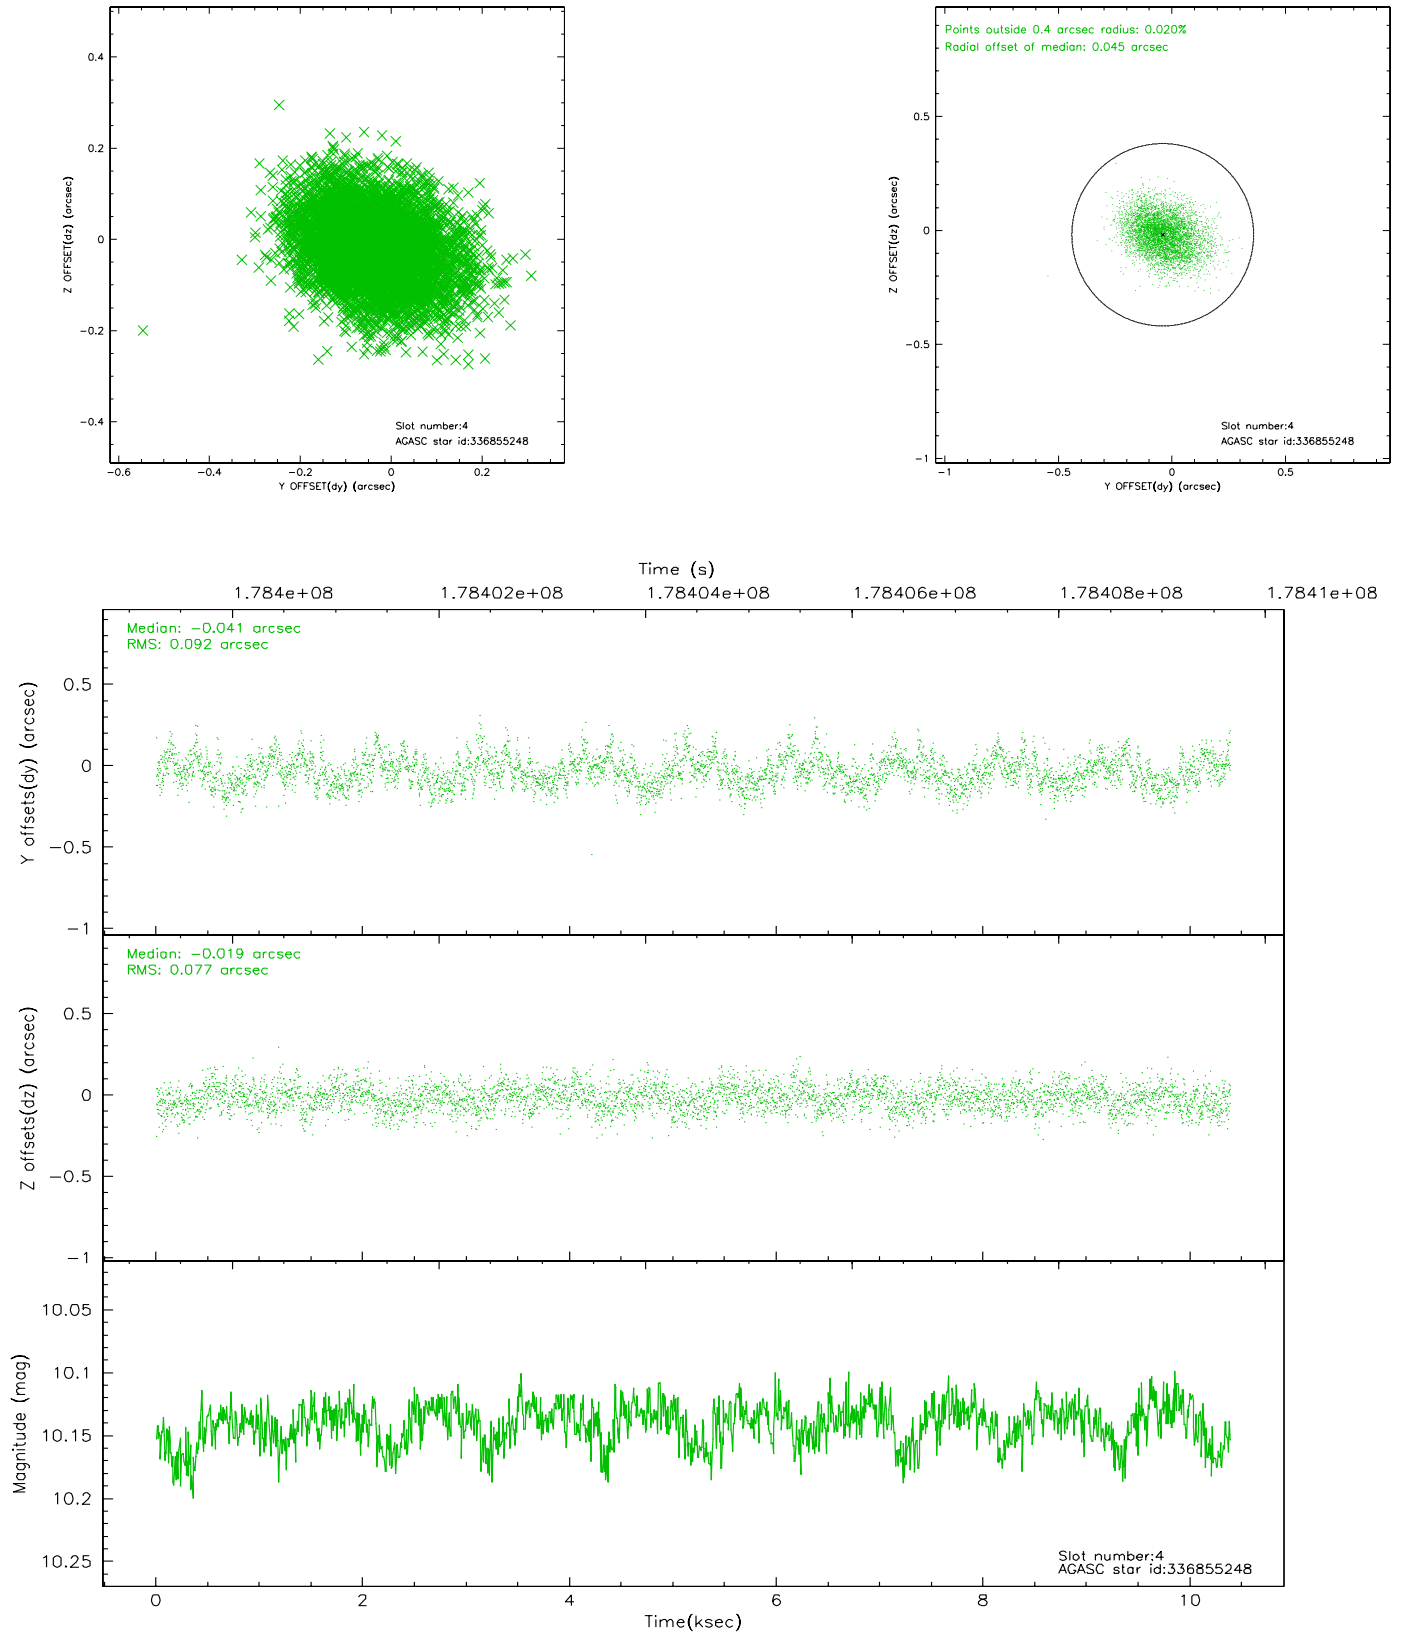 0.4
0.2
0
−0.2
−0.4
Z OFFSET(dz) (arcsec)
−0.6 −0.4 −0.2 0 0.2
Y OFFSET(dy) (arcsec)
Slot number:4
AGASC star id:336855248
Points outside 0.4 arcsec radius: 0.020%
Radial offset of median: 0.045 arcsec
0.5
0
−0.5
−1
Z OFFSET(dz) (arcsec)
−1 −0.5 0 0.5
Y OFFSET(dy) (arcsec)
Slot number:4
AGASC star id:336855248
Time (s)
1.784e+08 1.78402e+08 1.78404e+08 1.78406e+08 1.78408e+08 1.7841e+08
Median: −0.041 arcsec
RMS: 0.092 arcsec
0.5
0
−0.5
−1
Y offsets(dy) (arcsec)
Median: −0.019 arcsec
RMS: 0.077 arcsec
0.5
0
−0.5
−1
Z offsets(dz) (arcsec)
10.05
10.1
10.15
10.2
10.25
Magnitude (mag)
Slot number:4
AGASC star id:336855248
0 2 4 6 8 10
Time(ksec)